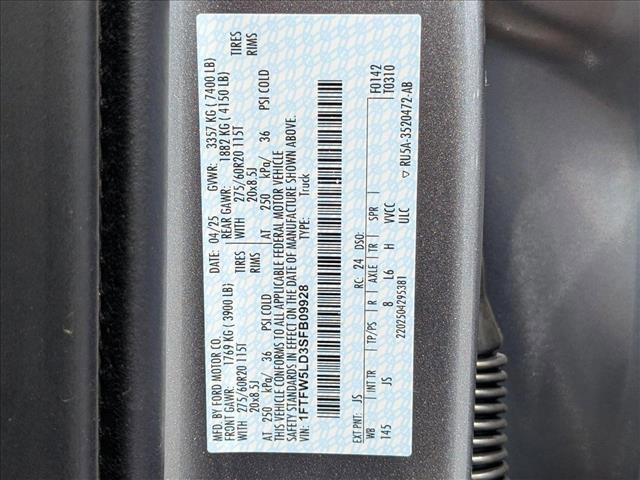 MFD. BY FORD MOTOR CO. DATE: 04/25 GVWR: 3357 KG ( 7400 LB)
FRONT GAWR: 1769 KG ( 3900 LB) REAR GAWR: 1882 KG ( 4150 LB)
WITH 275/60R20 115T TIRES WITH 275/60R20 115T TIRES
20x8.5J RIMS 20x8.5J RIMS
AT 250 kPa/ 36 PSI COLD AT 250 kPa/ 36 PSI COLD
THIS VEHICLE CONFORMS TO ALL APPLICABLE FEDERAL MOTOR VEHICLE
SAFETY STANDARDS IN EFFECT ON THE DATE OF MANUFACTURE SHOWN ABOVE.
VIN: 1FTFW5LD3SFB09928 Truck
F0142
T0310
EXT PNT: JS RC: 24 DSO:
WB INT TR TP/PS R AXLE TR SPR
145 JS 8 L6 H VVCC
2202504295381 ULC
▽ RU5A-3520472-AB